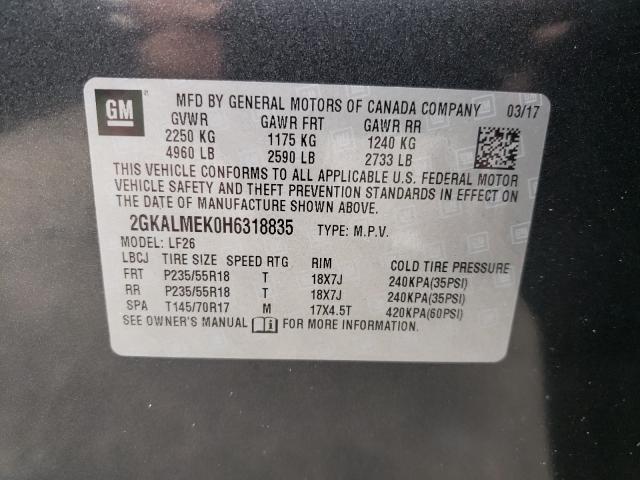 GM
MFD BY GENERAL MOTORS OF CANADA COMPANY 03/17
GVWR GAWR FRT GAWR RR
2250 KG 1175 KG 1240 KG
4960 LB 2590 LB 2733 LB
THIS VEHICLE CONFORMS TO ALL APPLICABLE U.S. FEDERAL MOTOR
VEHICLE SAFETY AND THEFT PREVENTION STANDARDS IN EFFECT ON
THE DATE OF MANUFACTURE SHOWN ABOVE.
2GKALMEK0H6318835 TYPE: M.P.V.
MODEL: LF26
LBCJ TIRE SIZE SPEED RTG RIM COLD TIRE PRESSURE
FRT P235/55R18 T 18X7J 240KPA(35PSI)
RR P235/55R18 T 18X7J 240KPA(35PSI)
SPA T145/70R17 M 17X4.5T 420KPA(60PSI)
SEE OWNER'S MANUAL FOR MORE INFORMATION.